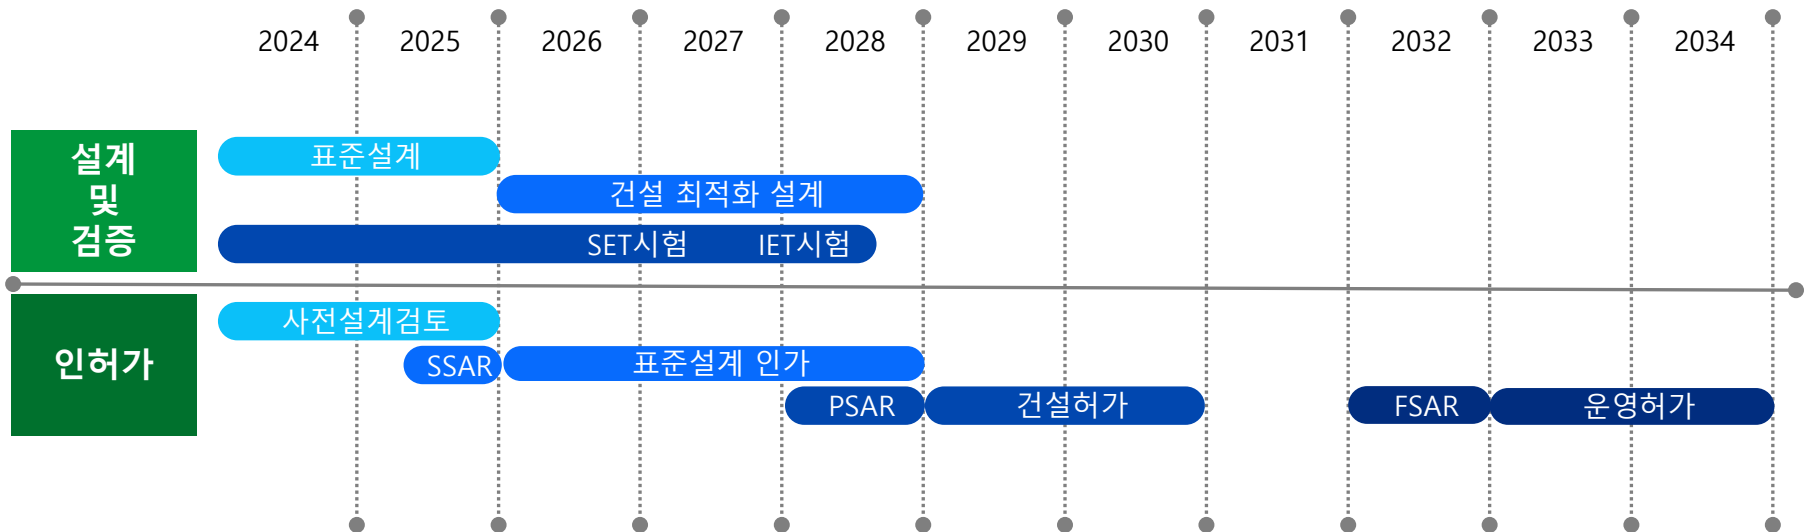 2024 2025 2026 2027 2028 2029 2030 2031 2032 2033 2034
설계
및
검증
표준설계
건설 최적화 설계
SET시험 IET시험
인허가
사전설계검토
SSAR 표준설계 인가
PSAR 건설허가 FSAR 운영허가